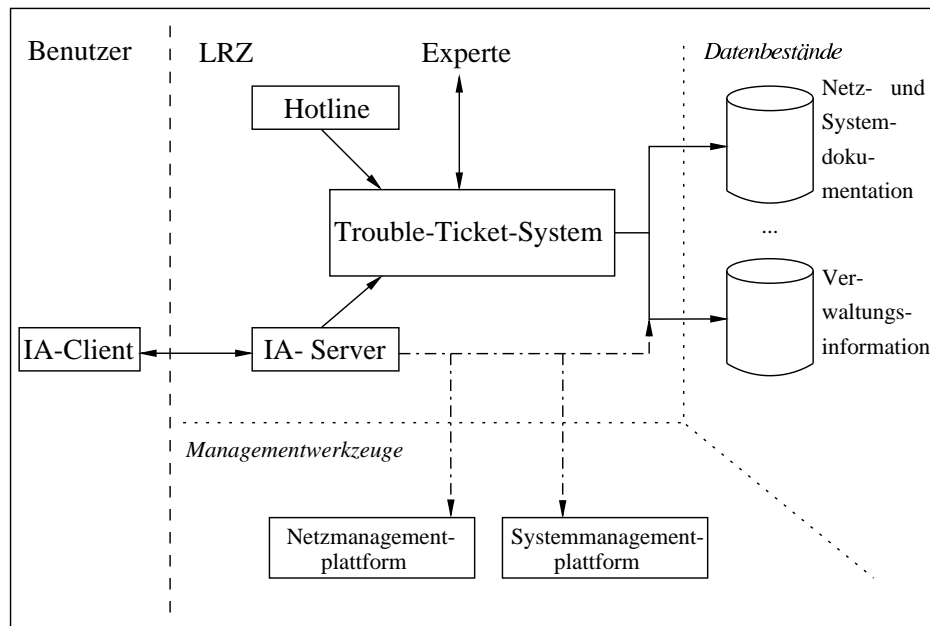 Benutzer
LRZ
Experte
Datenbestände
Hotline
Netz- und
System-
doku-
mentation
Trouble-Ticket-System
...
Ver-
waltungs-
information
IA-Client
IA- Server
Managementwerkzeuge
Netzmanagement-
plattform
Systemmanagement-
plattform